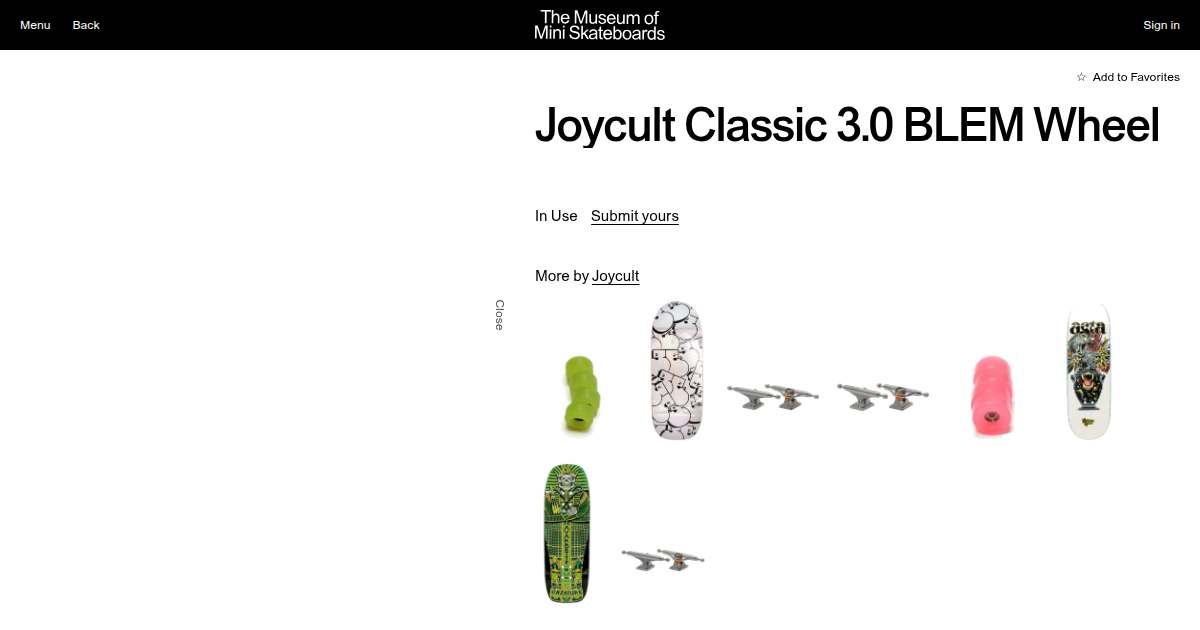 Menu
Back
The Museum of
Mini Skateboards
Sign in
☆ Add to Favorites
Joycult Classic 3.0 BLEM Wheel
In Use
Submit yours
More by Joycult
Close
asta
CREATURE